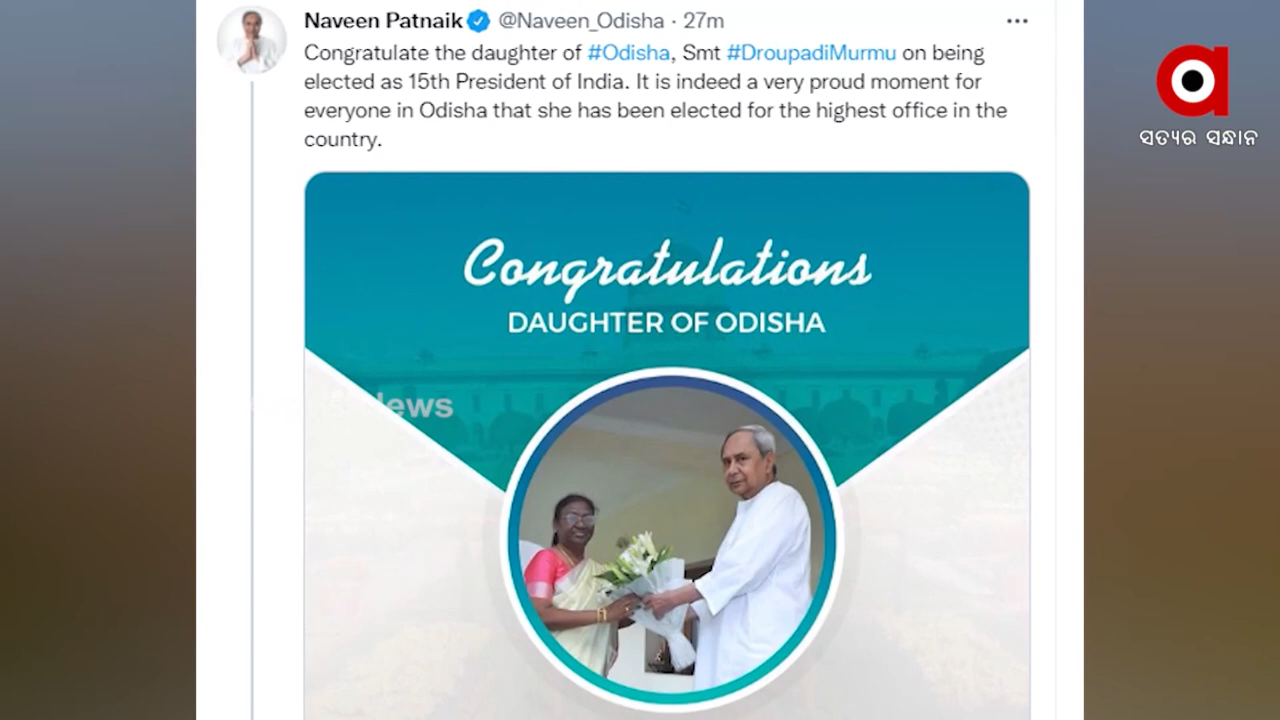 Naveen Patnaik @Naveen_Odisha · 27m
Congratulate the daughter of #Odisha, Smt #DroupadiMurmu on being
elected as 15th President of India. It is indeed a very proud moment for
everyone in Odisha that she has been elected for the highest office in the
country.
ସତ୍ୟର ସନ୍ଧାନ
Congratulations
DAUGHTER OF ODISHA
News